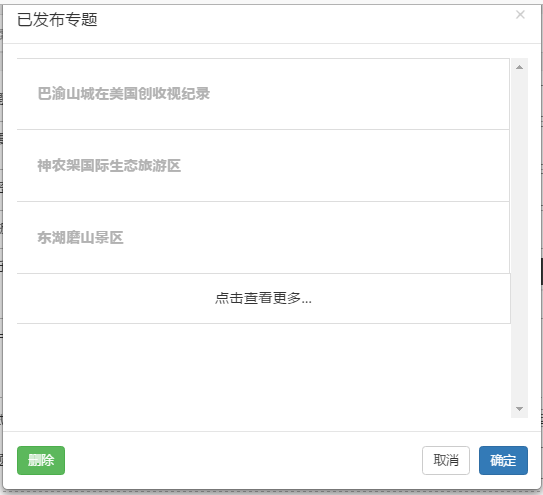 已发布专题
×
巴渝山城在美国创收视纪录
神农架国际生态旅游区
东湖磨山景区
点击查看更多...
删除
取消
确定